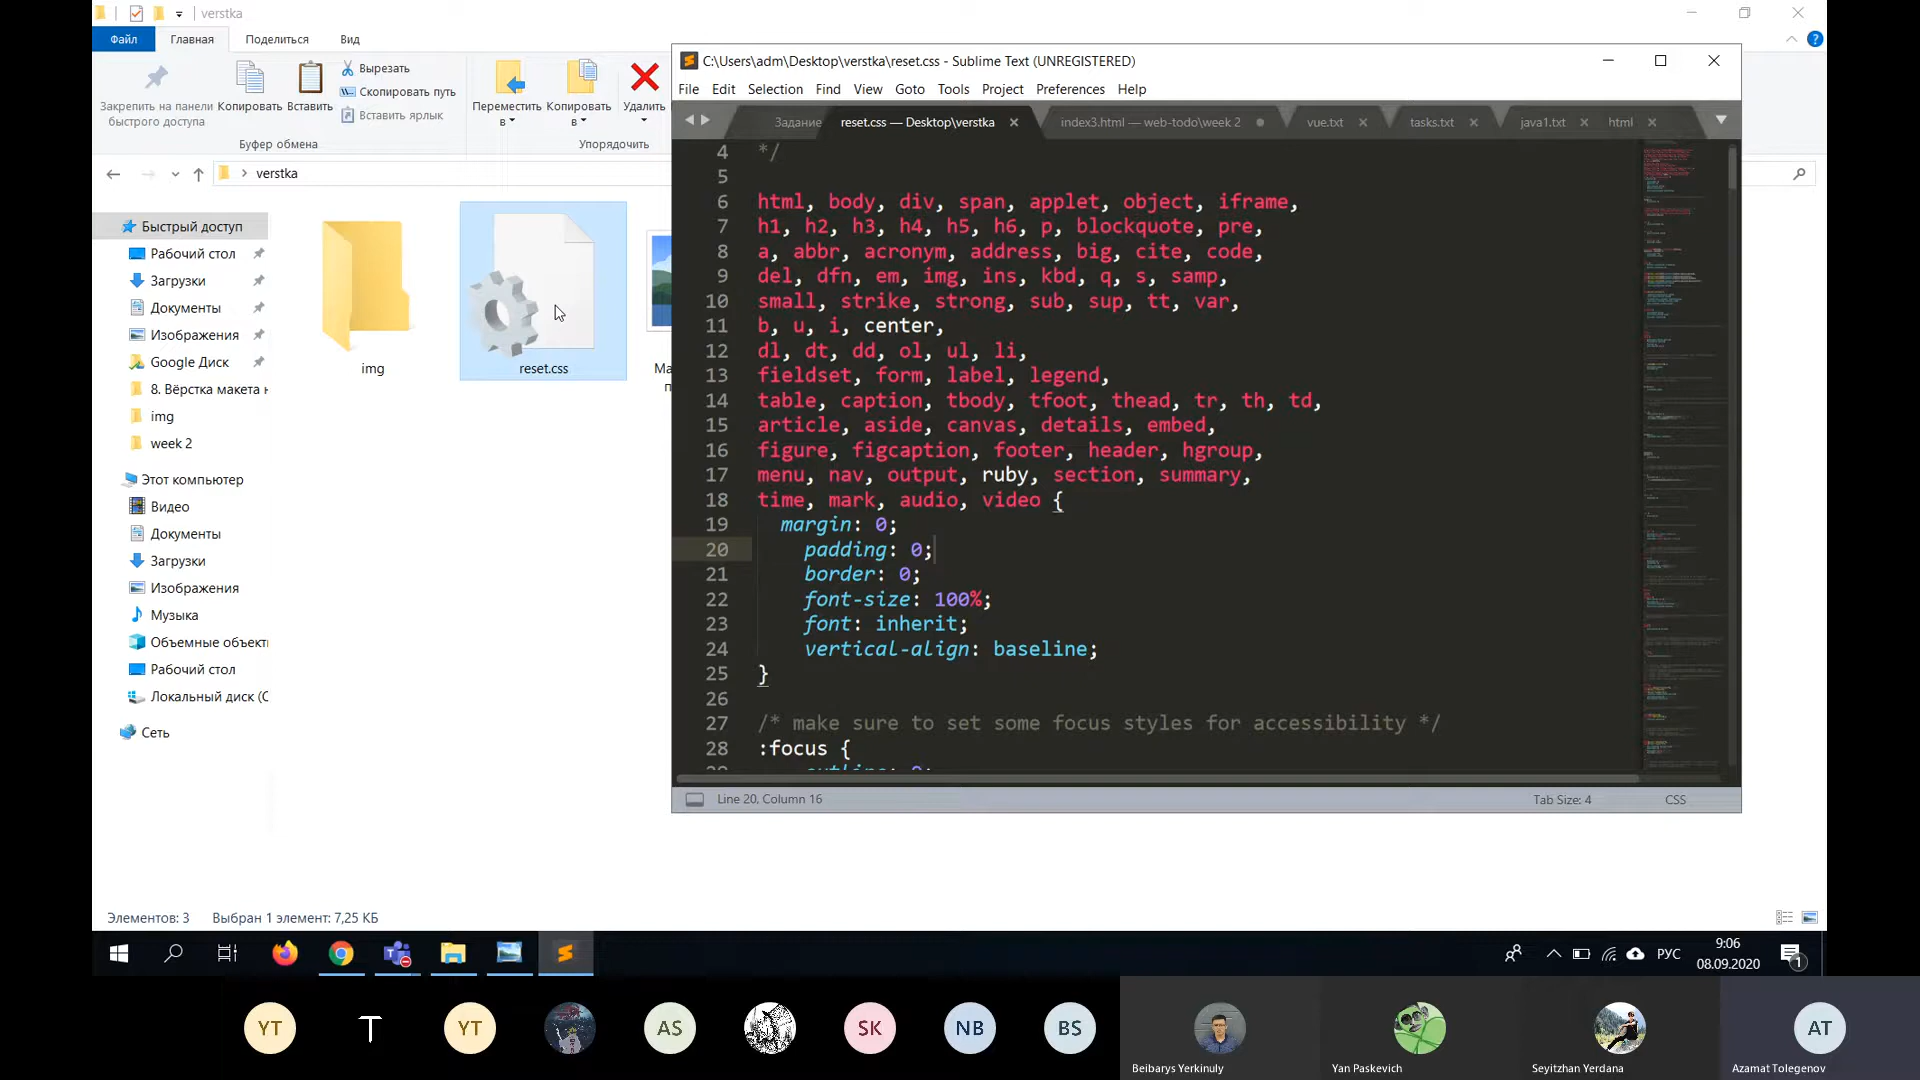 verstka
Файл
Главная
Поделиться
Вид
Закрепить на панели
быстрого доступа
Копировать
Вставить
Вырезать
Скопировать путь
Вставить ярлык
Переместить
в
Копировать
в
Удалить
Буфер обмена
Упорядочить
verstka
Быстрый доступ
Рабочий стол
Загрузки
Документы
Изображения
Google Диск
8. Вёрстка макета н
img
week 2
Этот компьютер
Видео
Документы
Загрузки
Изображения
Музыка
Объемные объект
Рабочий стол
Локальный диск (C
Сеть
img
reset.css
Ма
п
Элементов: 3
Выбран 1 элемент: 7,25 КБ
C:\Users\adm\Desktop\verstka\reset.css - Sublime Text (UNREGISTERED)
File Edit Selection Find View Goto Tools Project Preferences Help
Задание
reset.css — Desktop\verstka
index3.html — web-todo\week 2
vue.txt
tasks.txt
java1.txt
html
4 */
5
6 html, body, div, span, applet, object, iframe,
7 h1, h2, h3, h4, h5, h6, p, blockquote, pre,
8 a, abbr, acronym, address, big, cite, code,
9 del, dfn, em, img, ins, kbd, q, s, samp,
10 small, strike, strong, sub, sup, tt, var,
11 b, u, i, center,
12 dl, dt, dd, ol, ul, li,
13 fieldset, form, label, legend,
14 table, caption, tbody, tfoot, thead, tr, th, td,
15 article, aside, canvas, details, embed,
16 figure, figcaption, footer, header, hgroup,
17 menu, nav, output, ruby, section, summary,
18 time, mark, audio, video {
19 margin: 0;
20 padding: 0;
21 border: 0;
22 font-size: 100%;
23 font: inherit;
24 vertical-align: baseline;
25 }
26
27 /* make sure to set some focus styles for accessibility */
28 :focus {
Line 20, Column 16
Tab Size: 4
CSS
РУС
9:06
08.09.2020
1
YT
T
YT
AS
SK
NB
BS
AT
Beibarys Yerkinuly
Yan Paskevich
Seyitzhan Yerdana
Azamat Tolegenov